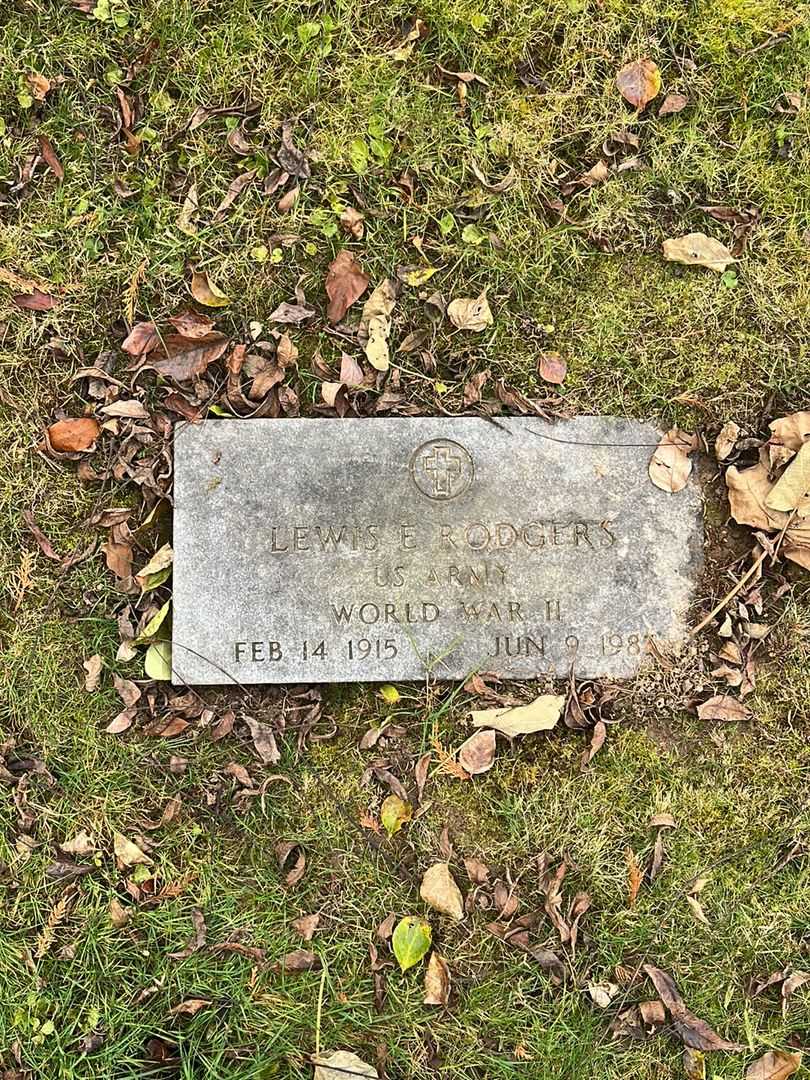 LEWIS E RODGERS
US ARMY
WORLD WAR II
FEB 14 1915 JUN 9